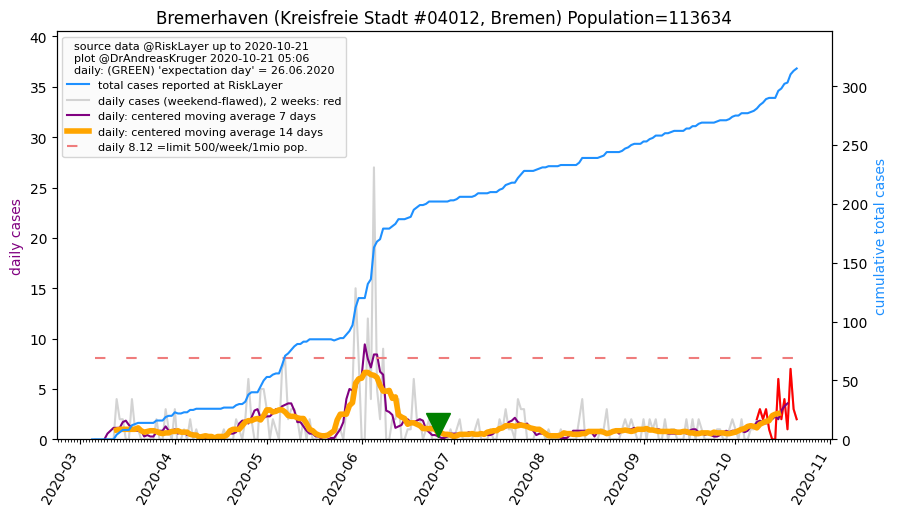 Bremerhaven (Kreisfreie Stadt #04012, Bremen) Population=113634
source data @RiskLayer up to 2020-10-21
plot @DrAndreasKruger 2020-10-21 05:06
daily: (GREEN) 'expectation day' = 26.06.2020
total cases reported at RiskLayer
daily cases (weekend-flawed), 2 weeks: red
daily: centered moving average 7 days
daily: centered moving average 14 days
daily 8.12 =limit 500/week/1mio pop.
daily cases
40
35
30
25
20
15
10
5
0
cumulative total cases
300
250
200
150
100
50
0
2020-03
2020-04
2020-05
2020-06
2020-07
2020-08
2020-09
2020-10
2020-11